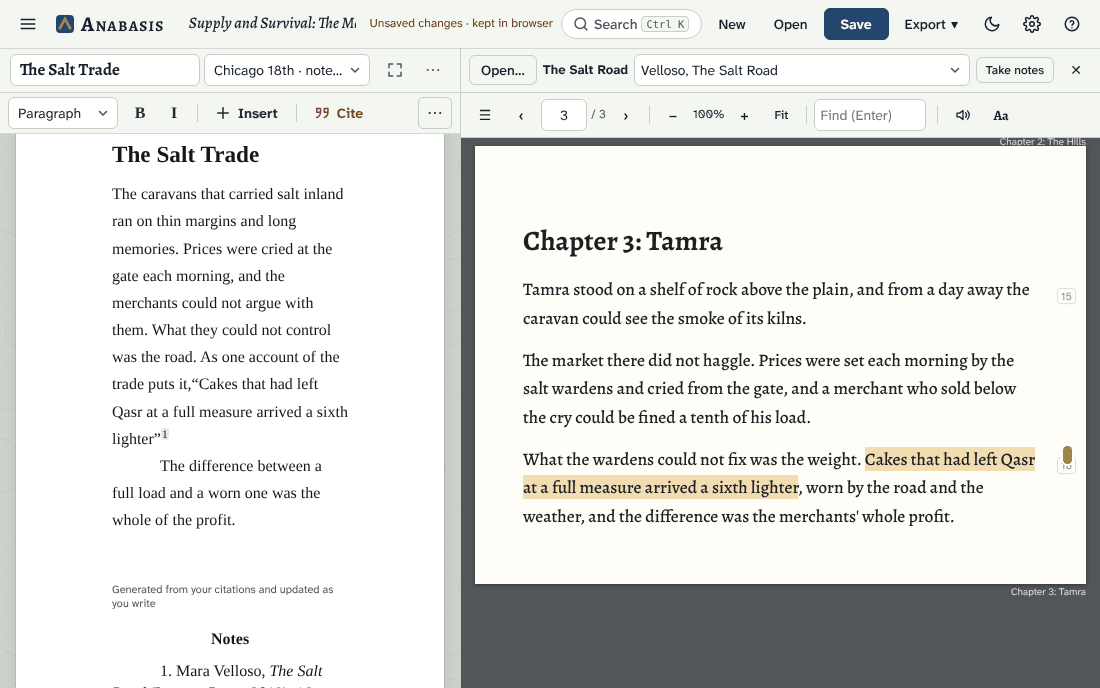 Anabasis
Supply and Survival: The
Unsaved changes · kept in browser
Search Ctrl K
New
Open
Save
Export ▾
The Salt Trade
Chicago 18th · note...
Open...
The Salt Road
Velloso, The Salt Road
Take notes
✕
Paragraph
B
I
+ Insert
Cite
...
☰
‹
3
/ 3
›
–
100%
+
Fit
Find (Enter)
Aa
The Salt Trade
The caravans that carried salt inland
ran on thin margins and long
memories. Prices were cried at the
gate each morning, and the
merchants could not argue with
them. What they could not control
was the road. As one account of the
trade puts it,“Cakes that had left
Qasr at a full measure arrived a sixth
lighter”1
The difference between a
full load and a worn one was the
whole of the profit.
Generated from your citations and updated as
you write
Notes
1. Mara Velloso, The Salt
Chapter 2: The Hills
Chapter 3: Tamra
Tamra stood on a shelf of rock above the plain, and from a day away the
15
caravan could see the smoke of its kilns.
The market there did not haggle. Prices were set each morning by the
salt wardens and cried from the gate, and a merchant who sold below
the cry could be fined a tenth of his load.
What the wardens could not fix was the weight. Cakes that had left Qasr
at a full measure arrived a sixth lighter, worn by the road and the
weather, and the difference was the merchants' whole profit.
Chapter 3: Tamra